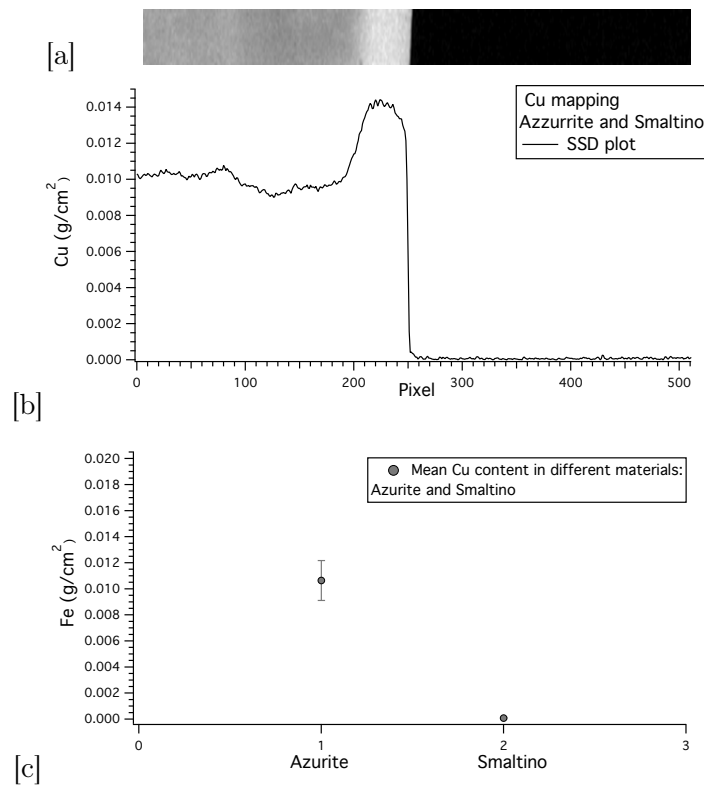 [a]
Cu mapping
Azzurrite and Smaltino
SSD plot
Cu (g/cm²)
0.014
0.012
0.010
0.008
0.006
0.004
0.002
0.000
0 100 200 300 400 500
Pixel
[b]
Mean Cu content in different materials:
Azurite and Smaltino
Fe (g/cm²)
0.020
0.018
0.016
0.014
0.012
0.010
0.008
0.006
0.004
0.002
0.000
0 1 2 3
Azurite Smaltino
[c]